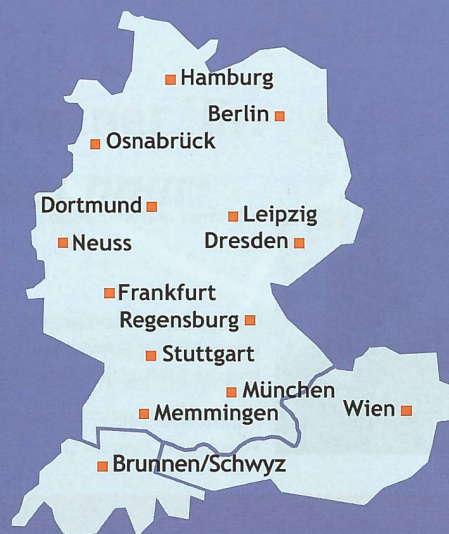 Hamburg
Berlin
Osnabrück
Dortmund
Leipzig
Neuss
Dresden
Frankfurt
Regensburg
Stuttgart
München
Memmingen
Wien
Brunnen/Schwyz